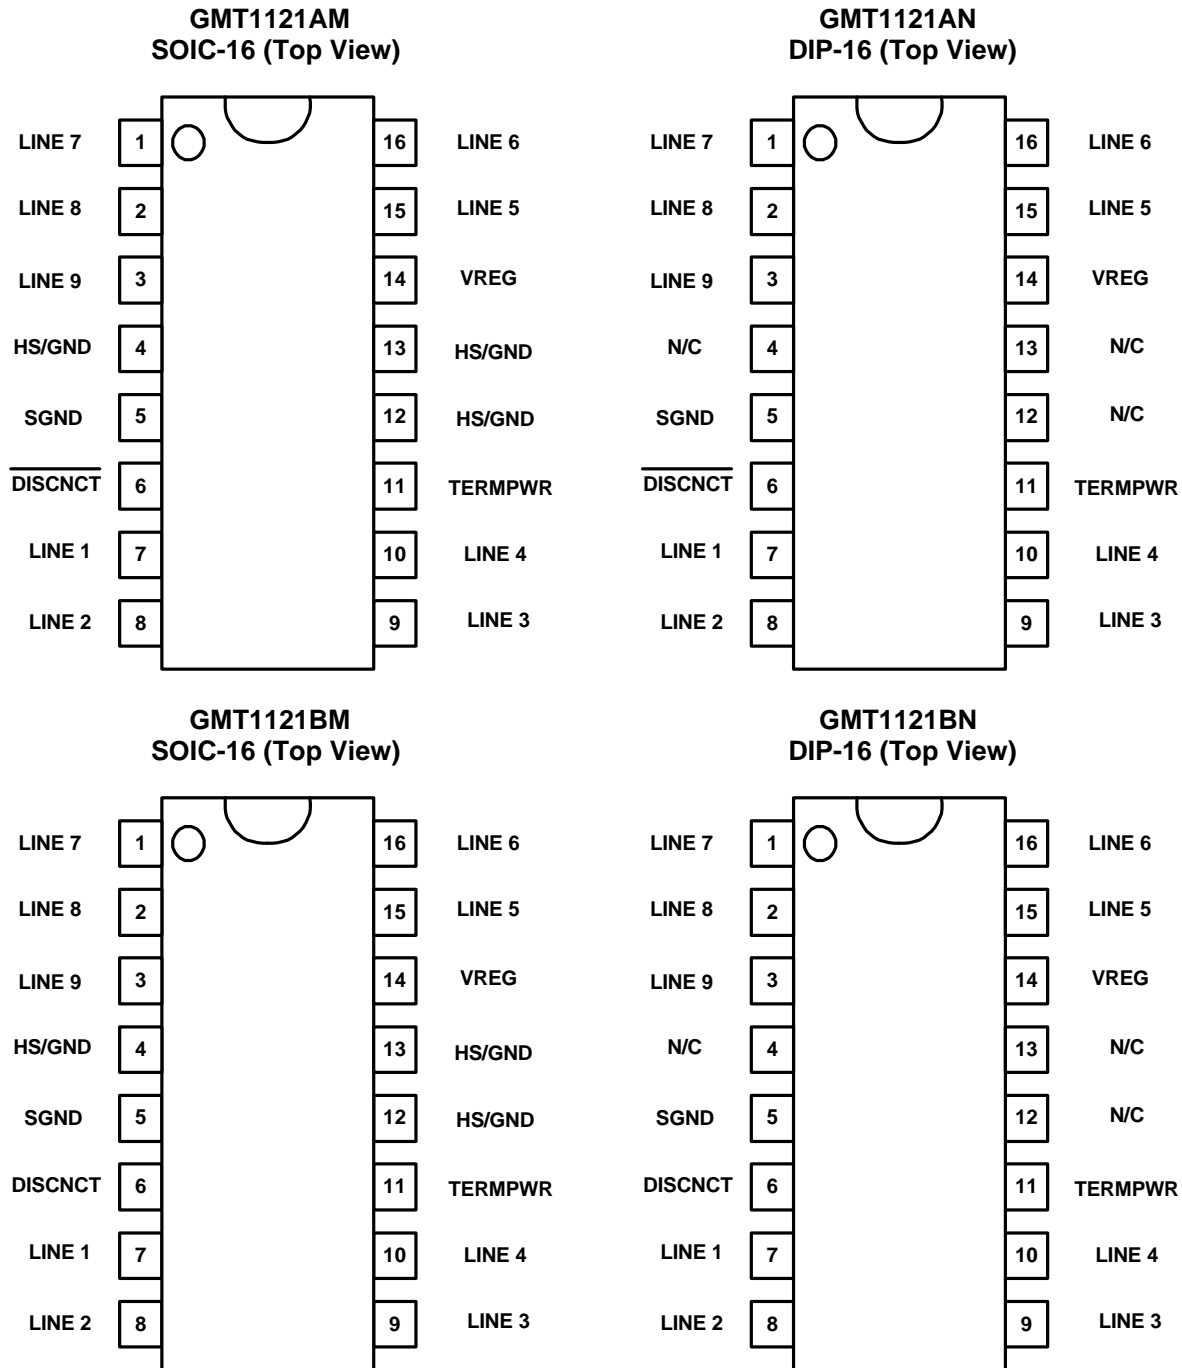 GMT1121AM
SOIC-16 (Top View)
LINE 7 1 16 LINE 6
LINE 8 2 15 LINE 5
LINE 9 3 14 VREG
HS/GND 4 13 HS/GND
SGND 5 12 HS/GND
DISCNCT 6 11 TERMPWR
LINE 1 7 10 LINE 4
LINE 2 8 9 LINE 3
GMT1121AN
DIP-16 (Top View)
LINE 7 1 16 LINE 6
LINE 8 2 15 LINE 5
LINE 9 3 14 VREG
N/C 4 13 N/C
SGND 5 12 N/C
DISCNCT 6 11 TERMPWR
LINE 1 7 10 LINE 4
LINE 2 8 9 LINE 3
GMT1121BM
SOIC-16 (Top View)
LINE 7 1 16 LINE 6
LINE 8 2 15 LINE 5
LINE 9 3 14 VREG
HS/GND 4 13 HS/GND
SGND 5 12 HS/GND
DISCNCT 6 11 TERMPWR
LINE 1 7 10 LINE 4
LINE 2 8 9 LINE 3
GMT1121BN
DIP-16 (Top View)
LINE 7 1 16 LINE 6
LINE 8 2 15 LINE 5
LINE 9 3 14 VREG
N/C 4 13 N/C
SGND 5 12 N/C
DISCNCT 6 11 TERMPWR
LINE 1 7 10 LINE 4
LINE 2 8 9 LINE 3